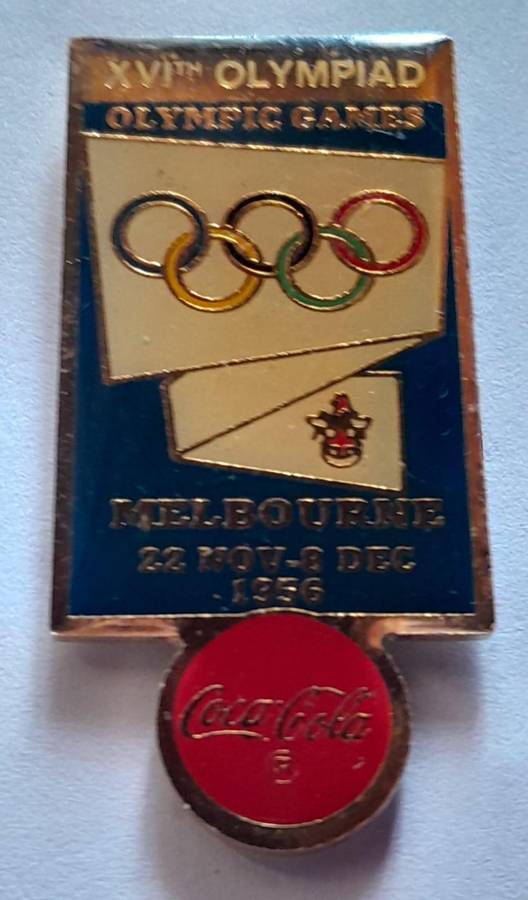 XVITH OLYMPIAD
OLYMPIC GAMES
MELBOURNE
22 NOV-8 DEC
1956
Coca-Cola
®